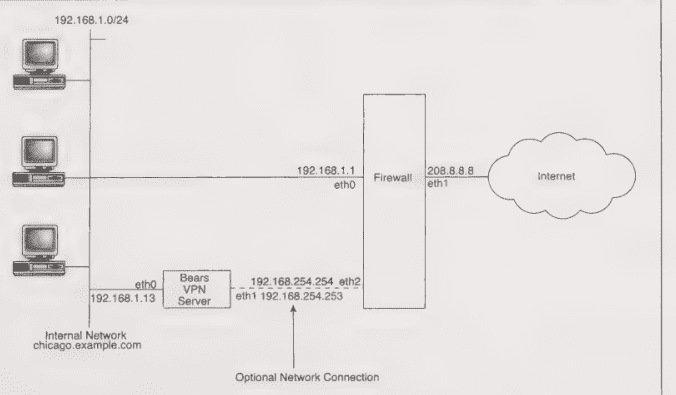 192.168.1.0/24
192.168.1.1
eth0
Firewall
208.8.8.8
eth1
Internet
eth0
192.168.1.13
Bears
VPN
Server
192.168.254.254 eth2
eth1 192.168.254.253
Internal Network
chicago.example.com
Optional Network Connection